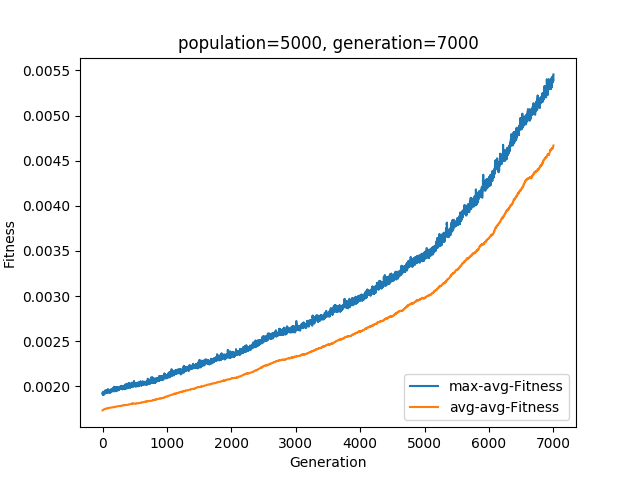 population=5000, generation=7000
0.0055
0.0050
0.0045
0.0040
0.0035
0.0030
0.0025
0.0020
Fitness
max-avg-Fitness
avg-avg-Fitness
0 1000 2000 3000 4000 5000 6000 7000
Generation